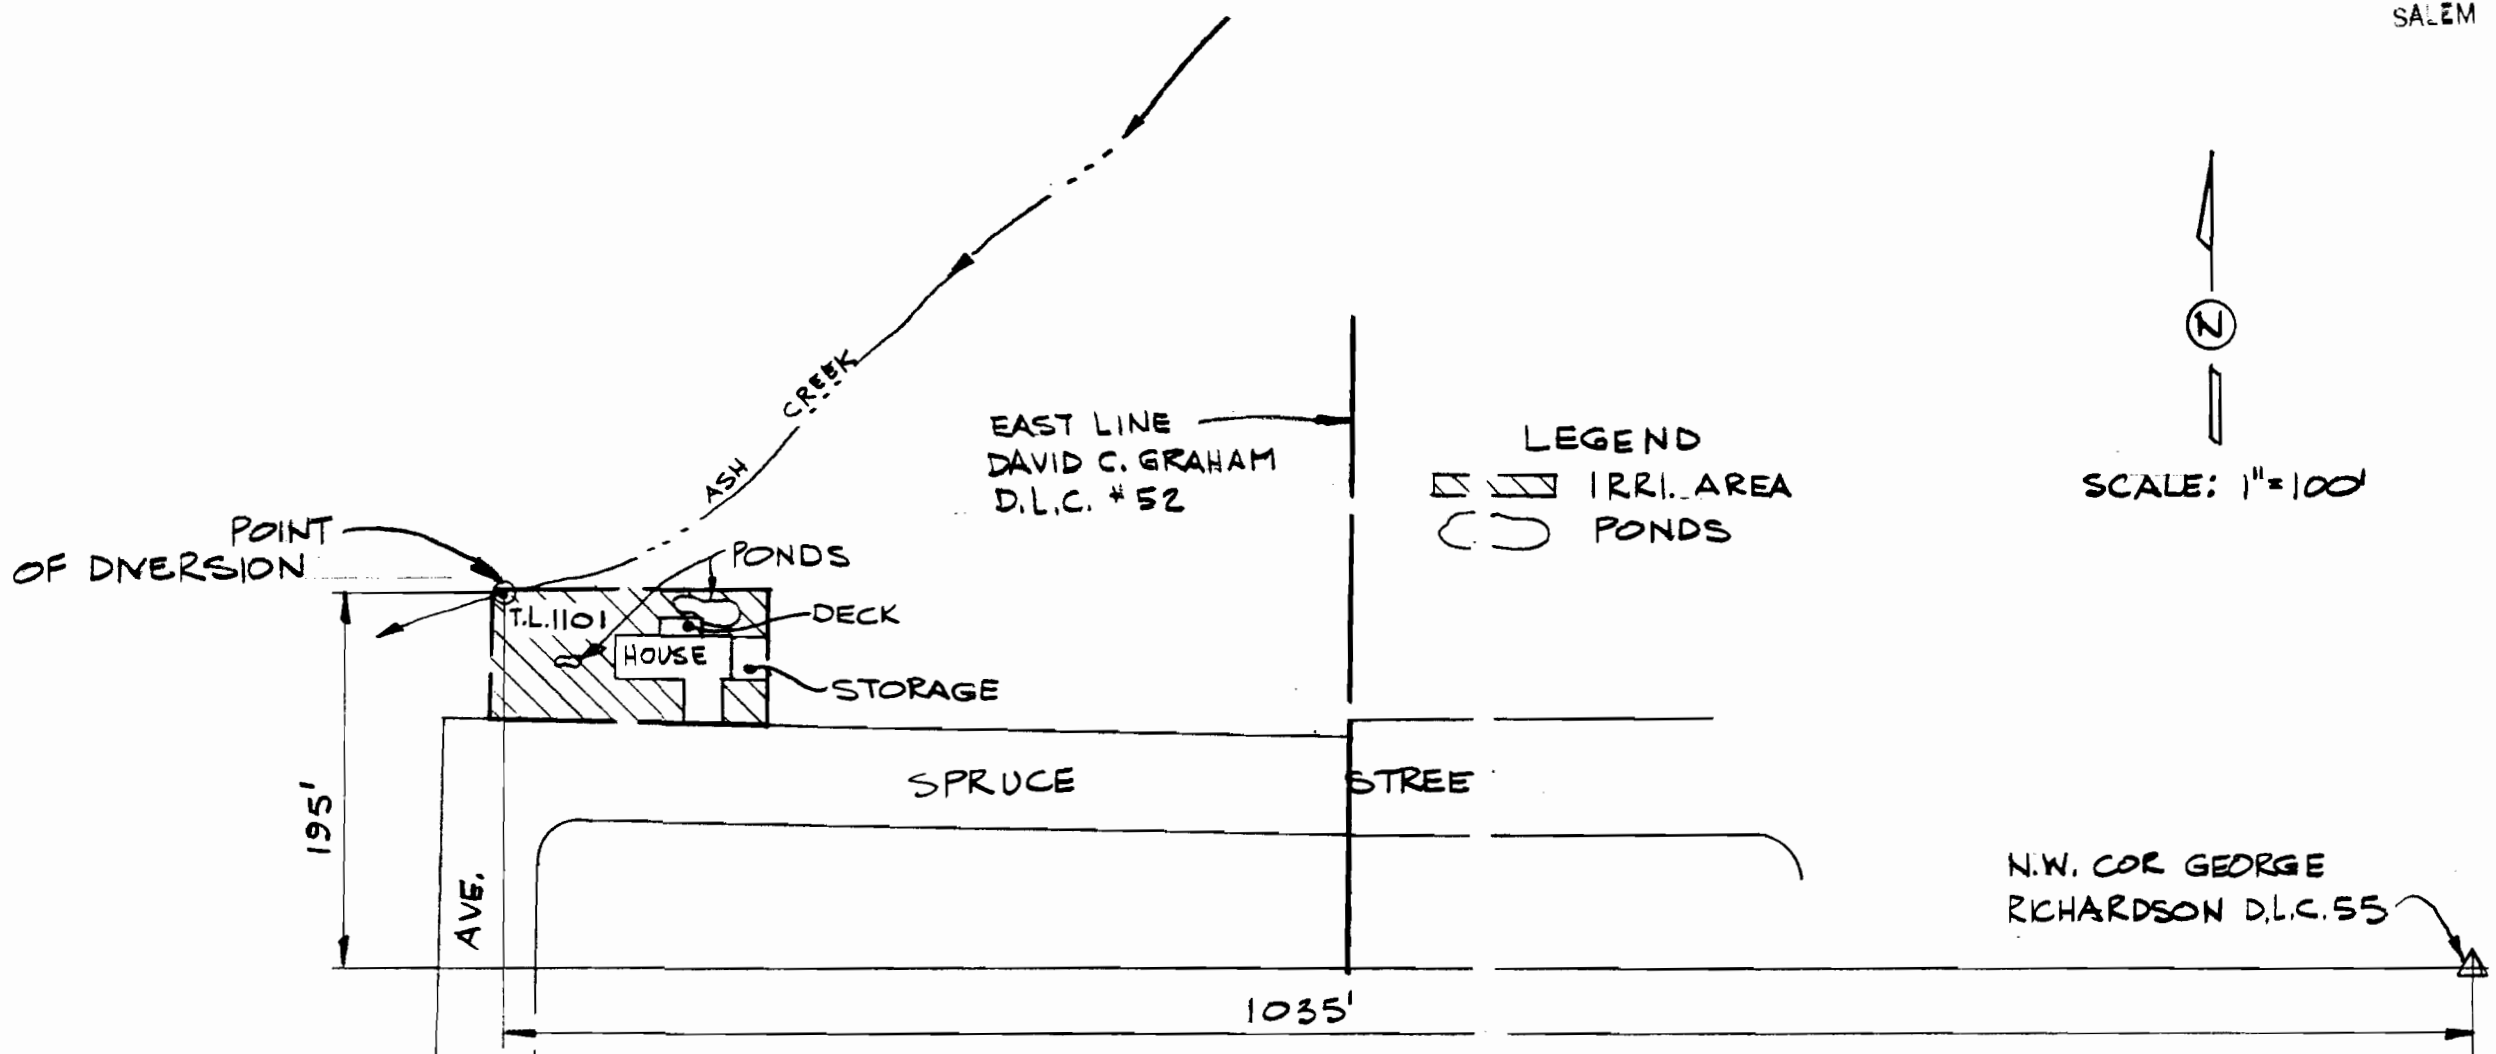 SALEM
N
SCALE: 1"=100'
CREEK
ASH
EAST LINE
DAVID C. GRAHAM
D.L.C. #52
LEGEND
IRRI. AREA
PONDS
POINT
OF DIVERSION
PONDS
T.L.1101
DECK
HOUSE
STORAGE
SPRUCE STREE
195'
AVE.
N.W. COR GEORGE
RICHARDSON D.L.C. 55
1035'